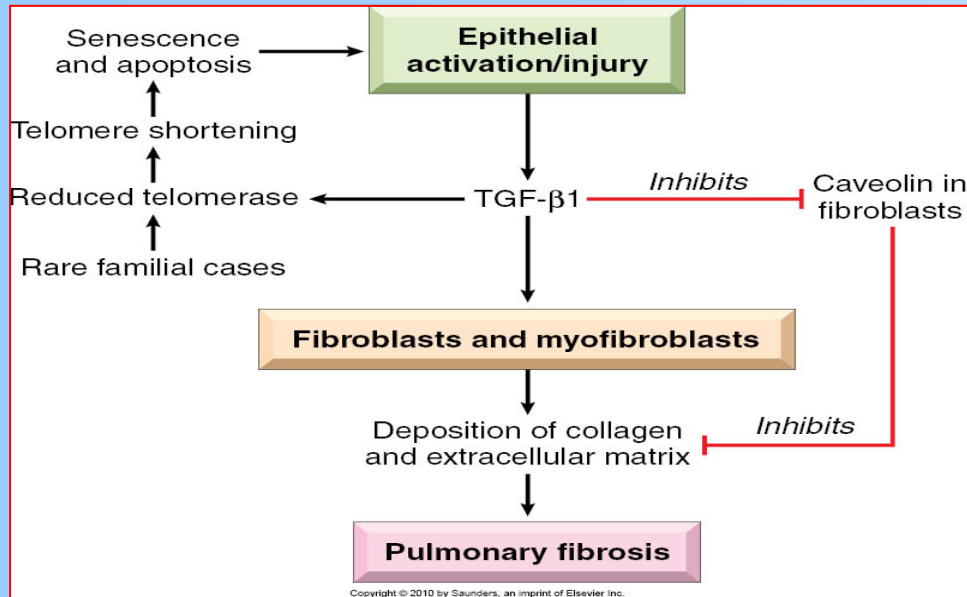 Senescence
and apoptosis
Epithelial
activation/injury
Telomere shortening
Reduced telomerase
TGF-β1
Inhibits
Caveolin in
fibroblasts
Rare familial cases
Fibroblasts and myofibroblasts
Deposition of collagen
and extracellular matrix
Inhibits
Pulmonary fibrosis
Copyright © 2010 by Saunders, an imprint of Elsevier Inc.